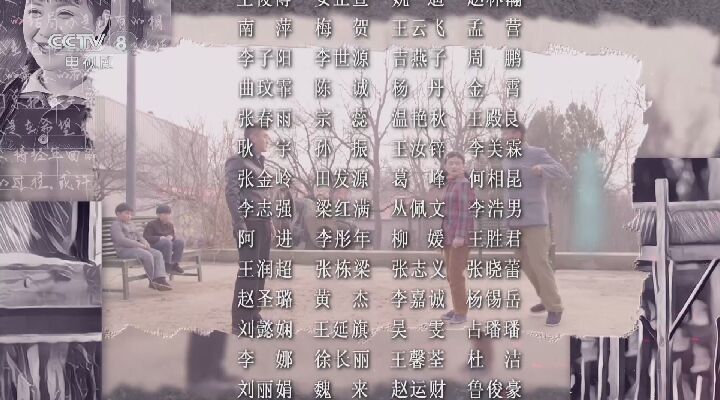 CCTV 8
电视剧
南萍 梅贺 王云飞 孟营
李子阳 李世源 吉燕子 周鹏
曲玟霏 陈诚 杨丹 金霄
张春雨 宗蕊 温艳秋 王殿良
耿宇 孙振 王汝锌 李关霖
张金岭 田发源 葛峰 何相昆
李志强 梁红满 丛佩文 李浩男
阿进 李彤年 柳媛 王胜君
王润超 张栋梁 张志义 张晓蕾
赵圣璐 黄杰 李嘉诚 杨锡岳
刘懿娴 王延旗 吴雯 占璠璠
李娜 徐长丽 王馨荃 杜洁
刘丽娟 魏来 赵运财 鲁俊豪